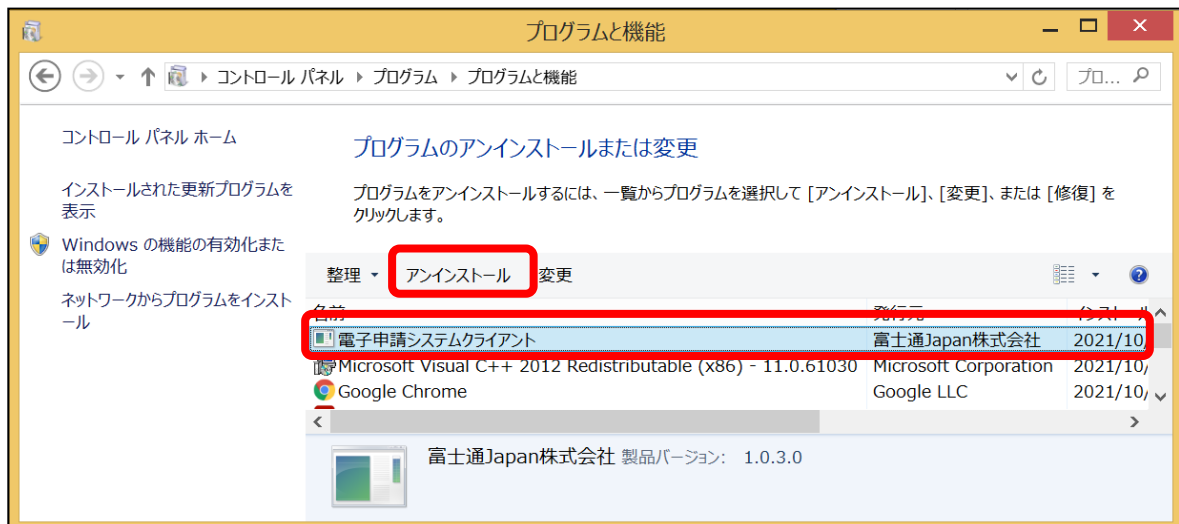 プログラムと機能
コントロール パネル プログラム プログラムと機能
プロ...
コントロール パネル ホーム
インストールされた更新プログラムを
表示
Windows の機能の有効化また
は無効化
ネットワークからプログラムをインスト
ール
プログラムのアンインストールまたは変更
プログラムをアンインストールするには、一覧からプログラムを選択して [アンインストール]、[変更]、または [修復] を
クリックします。
整理 アンインストール 変更
名前 発行元
電子申請システムクライアント 富士通Japan株式会社 2021/10/
Microsoft Visual C++ 2012 Redistributable (x86) - 11.0.61030 Microsoft Corporation 2021/10/
Google Chrome Google LLC 2021/10/
富士通Japan株式会社 製品バージョン: 1.0.3.0